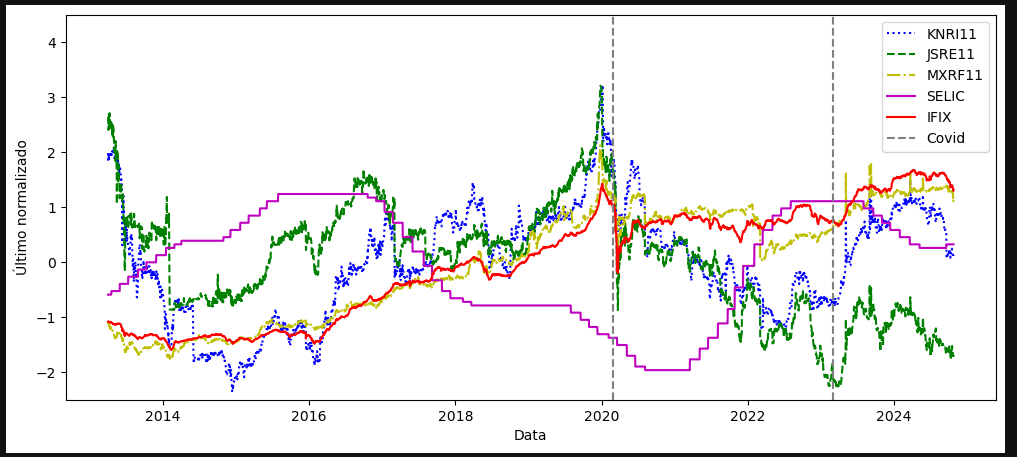 KNRI11
JSRE11
MXRF11
SELIC
IFIX
Covid
Último normalizado
4
3
2
1
0
−1
−2
2014 2016 2018 2020 2022 2024
Data